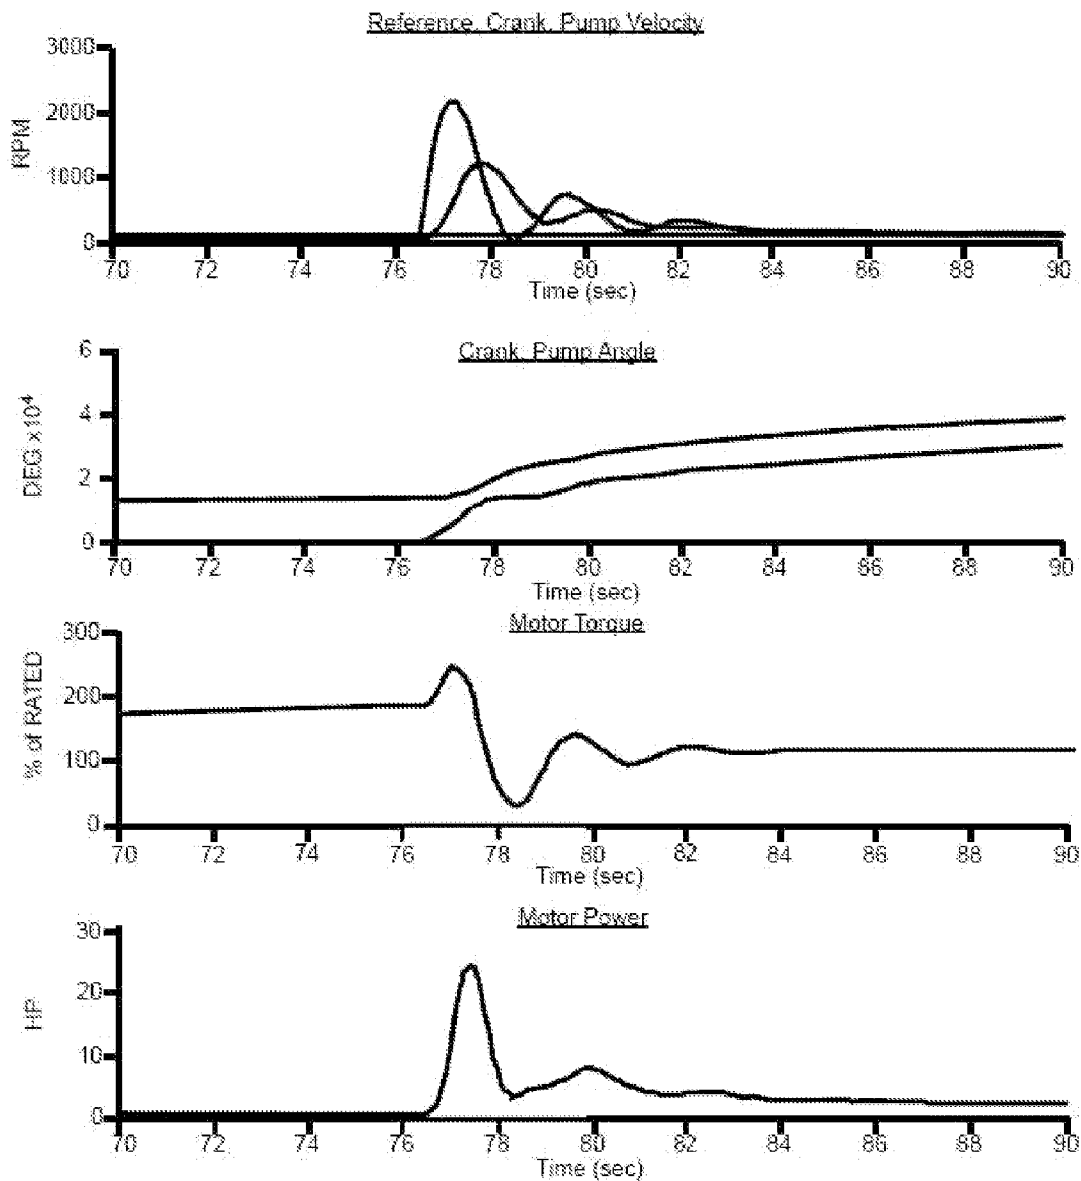 Reference, Crank, Pump Velocity
3000
2000
1000
0
RPM
70 72 74 76 78 80 82 84 86 88 90
Time (sec)
Crank, Pump Angle
6
4
2
0
DEG x10⁴
70 72 74 76 78 80 82 84 86 88 90
Time (sec)
Motor Torque
300
200
100
0
% of RATED
70 72 74 76 78 80 82 84 86 88 90
Time (sec)
Motor Power
30
20
10
0
HP
70 72 74 76 78 80 82 84 86 88 90
Time (sec)